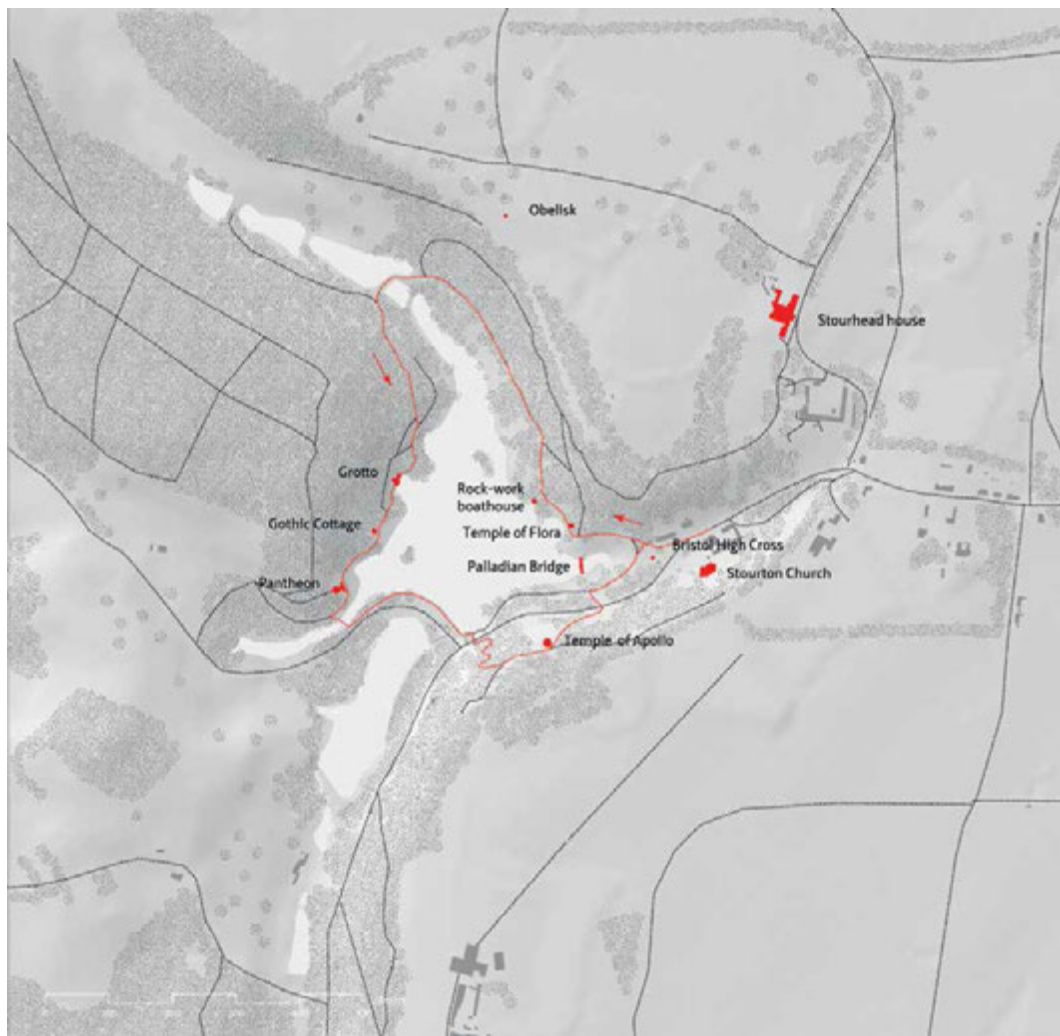 Obelisk
Stourhead house
Grotto
Rock-work
boathouse
Gothic Cottage
Temple of Flora
Bristol High Cross
Palladian Bridge
Stourton Church
Pantheon
Temple of Apollo